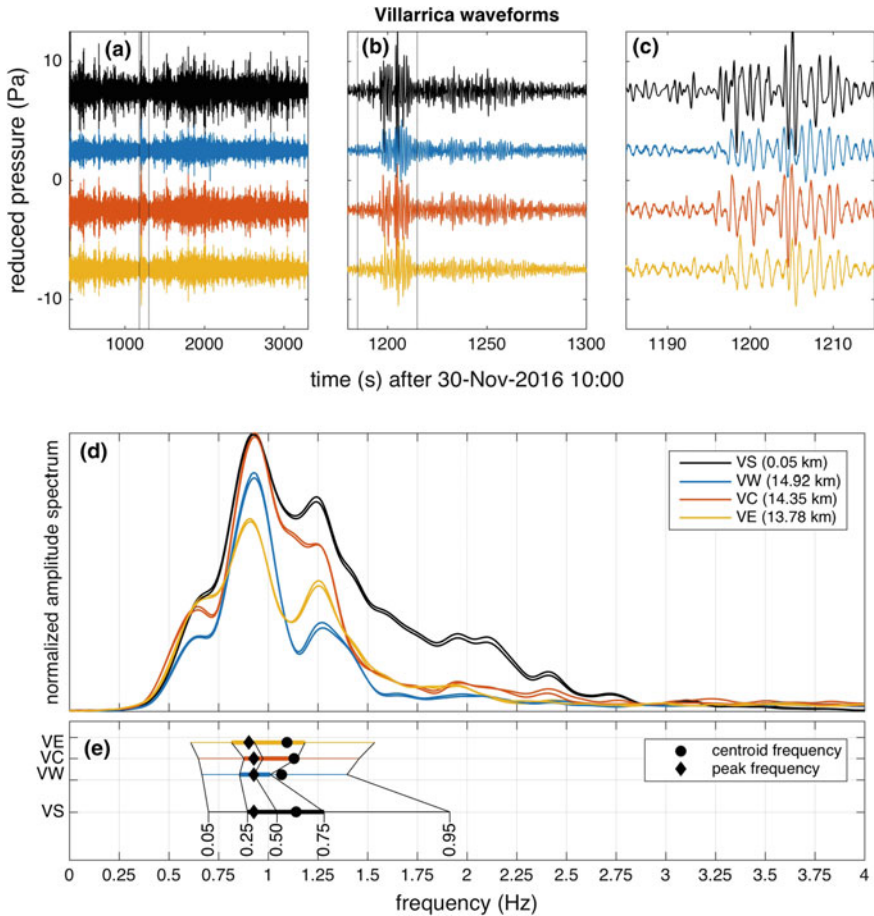 Villarrica waveforms
(a) (b) (c)
reduced pressure (Pa)
10
0
-10
1000 2000 3000 1200 1250 1300 1190 1200 1210
time (s) after 30-Nov-2016 10:00
(d)
normalized amplitude spectrum
VS (0.05 km)
VW (14.92 km)
VC (14.35 km)
VE (13.78 km)
(e)
VE
VC
VW
VS
centroid frequency
peak frequency
0.05 0.25 0.50 0.75 0.95
0 0.25 0.5 0.75 1 1.25 1.5 1.75 2 2.25 2.5 2.75 3 3.25 3.5 3.75 4
frequency (Hz)